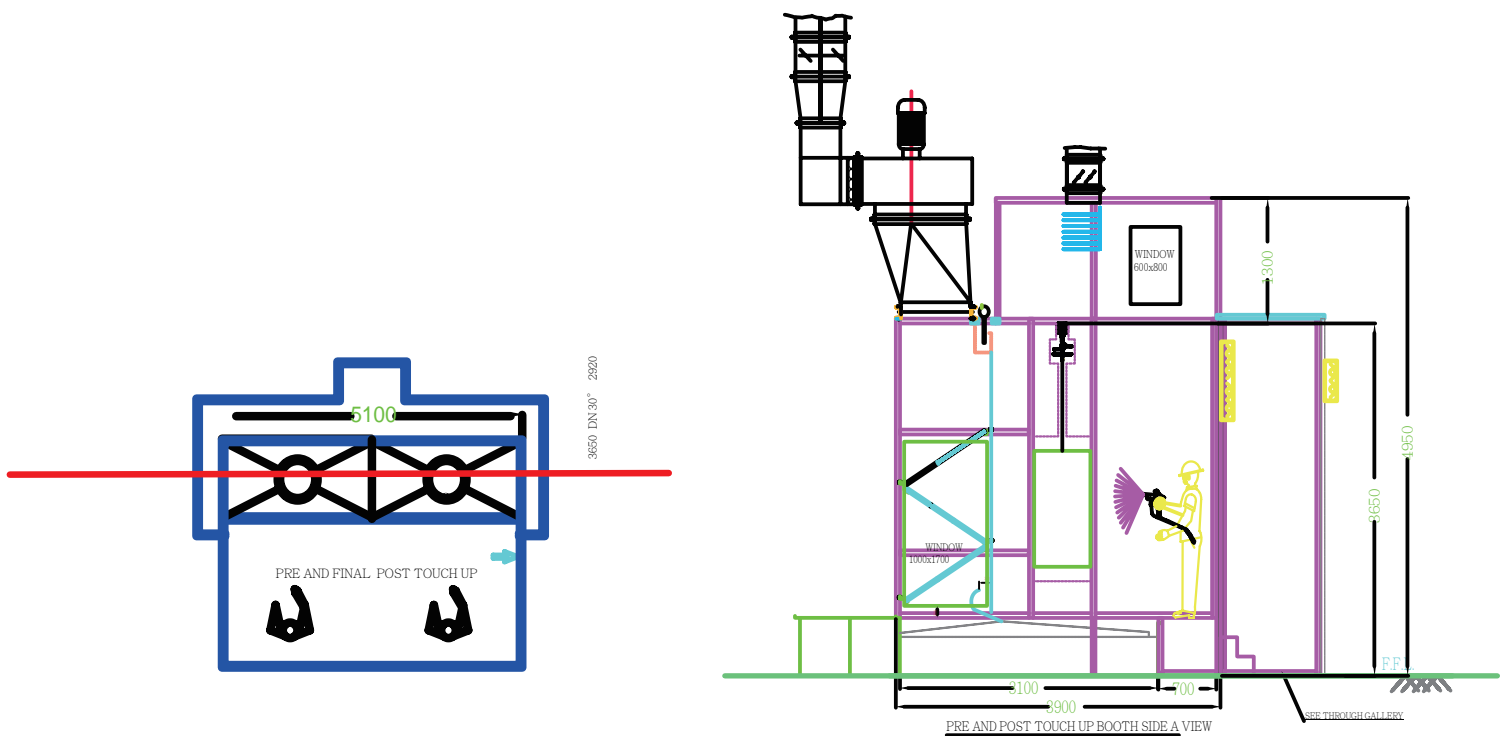 5100
3650 DN 30° 2920
PRE AND FINAL POST TOUCH UP
WINDOW
600x800
1300
4950
3650
WINDOW
1000x1700
F.F.L
3100
700
3900
SEE THROUGH GALLERY
PRE AND POST TOUCH UP BOOTH SIDE A VIEW